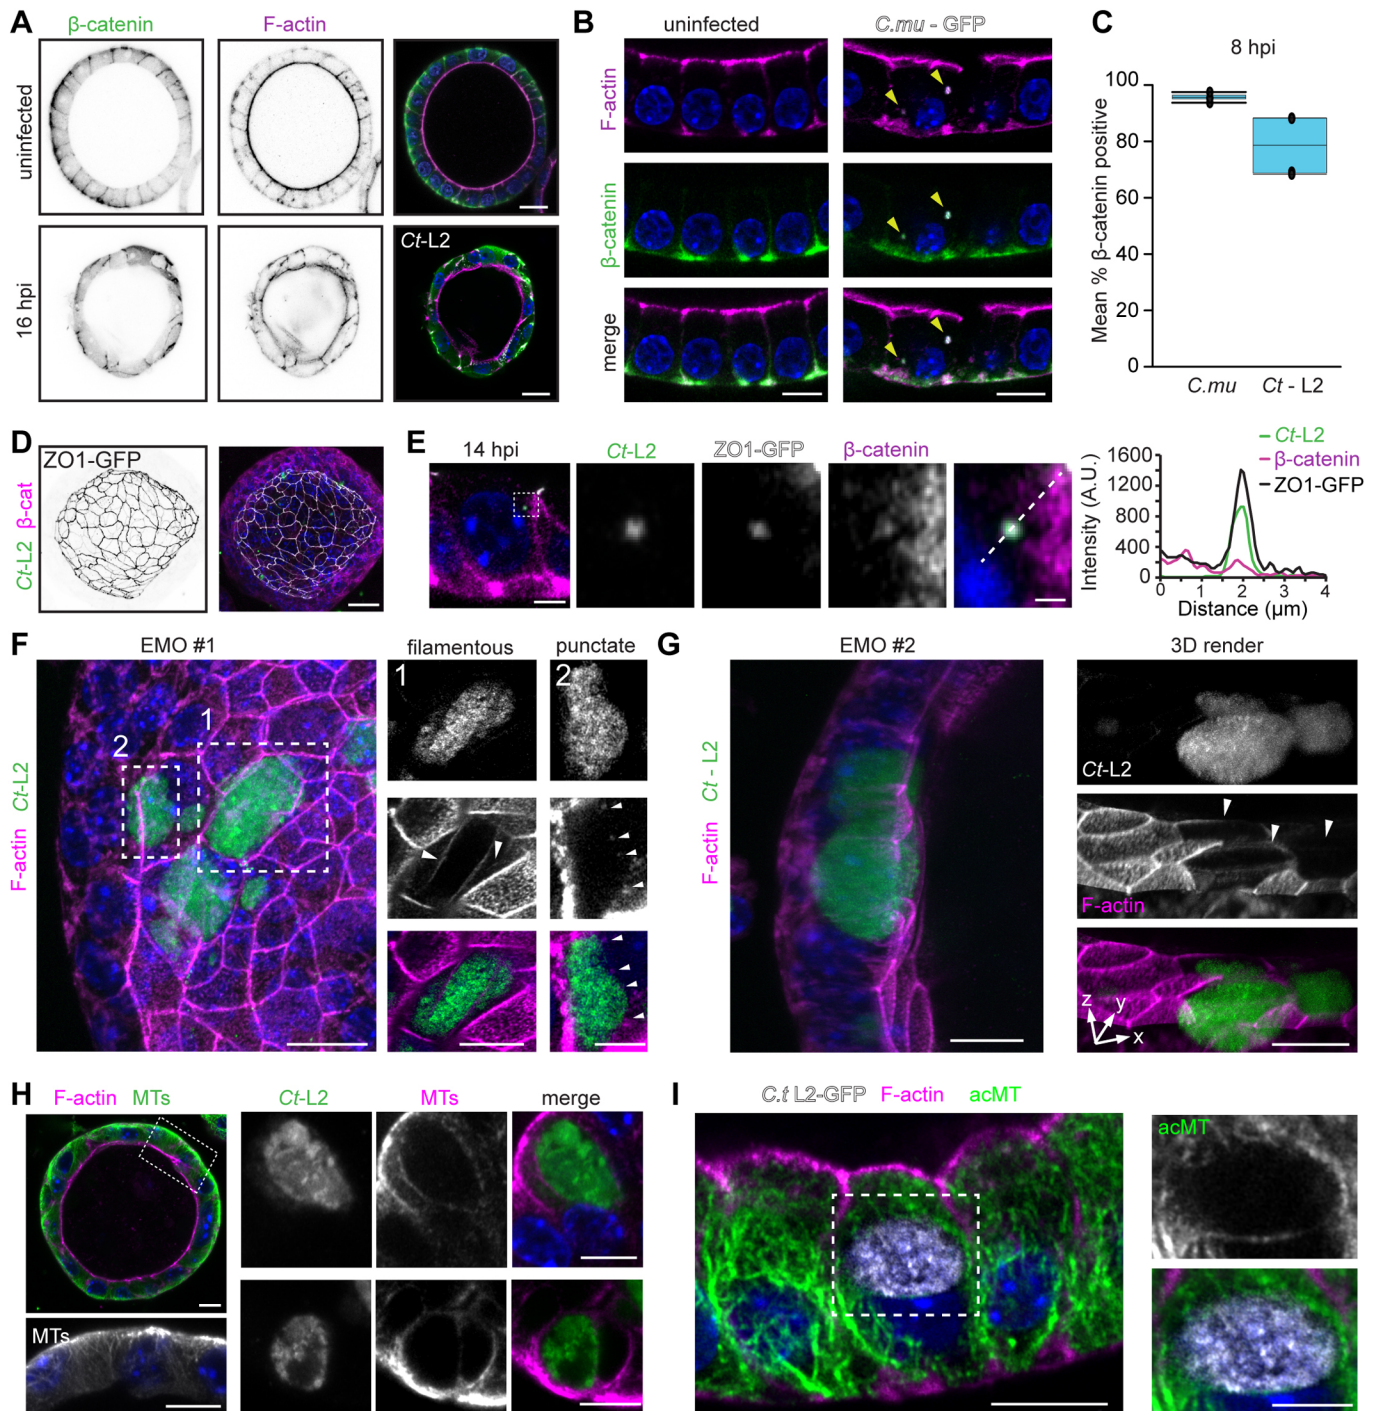 A
β-catenin
F-actin
uninfected
16 hpi
Ct-L2
B
uninfected
C.mu - GFP
F-actin
β-catenin
merge
C
8 hpi
Mean % β-catenin positive
100
80
60
40
20
0
C.mu
Ct - L2
D
Ct-L2 β-cat
ZO1-GFP
E
14 hpi
Ct-L2
ZO1-GFP
β-catenin
Ct-L2
β-catenin
ZO1-GFP
Intensity (A.U.)
1600
1200
800
400
0
0 1 2 3 4
Distance (µm)
F
EMO #1
F-actin Ct-L2
1
2
filamentous
1
punctate
2
G
EMO #2
F-actin Ct - L2
3D render
Ct-L2
F-actin
z
y
x
H
F-actin MTs
MTs
Ct-L2
MTs
merge
I
C.t L2-GFP F-actin acMT
acMT